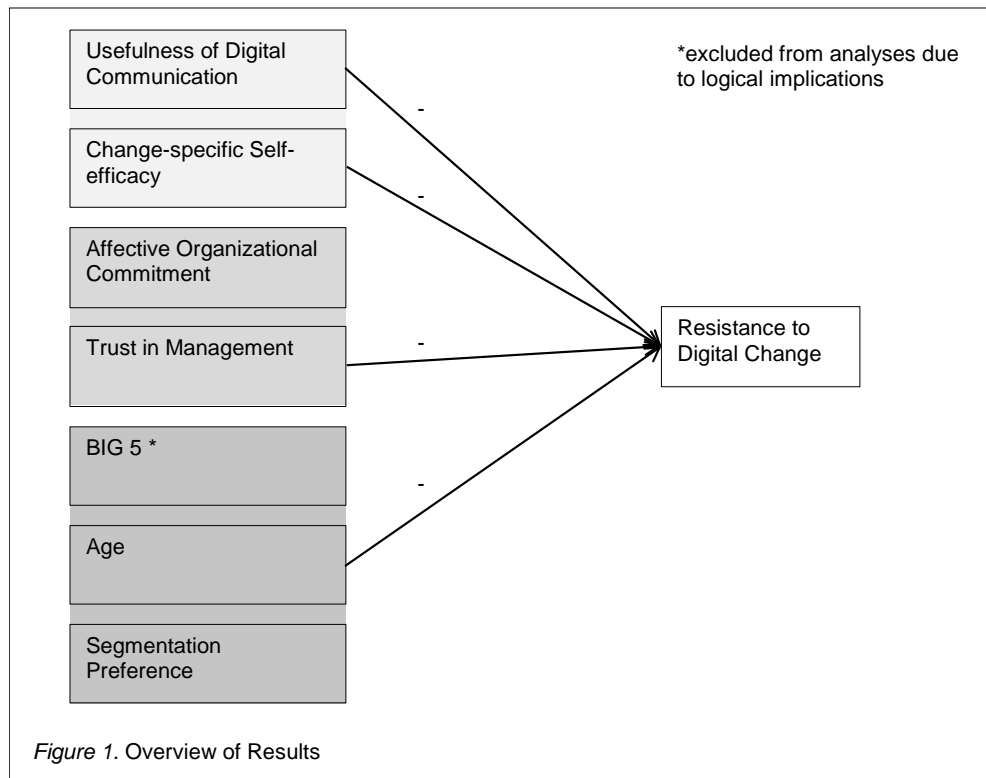 Usefulness of Digital
Communication
*excluded from analyses due
to logical implications
-
Change-specific Self-
efficacy
-
Affective Organizational
Commitment
Trust in Management
-
Resistance to
Digital Change
BIG 5 *
-
Age
Segmentation
Preference
Figure 1. Overview of Results